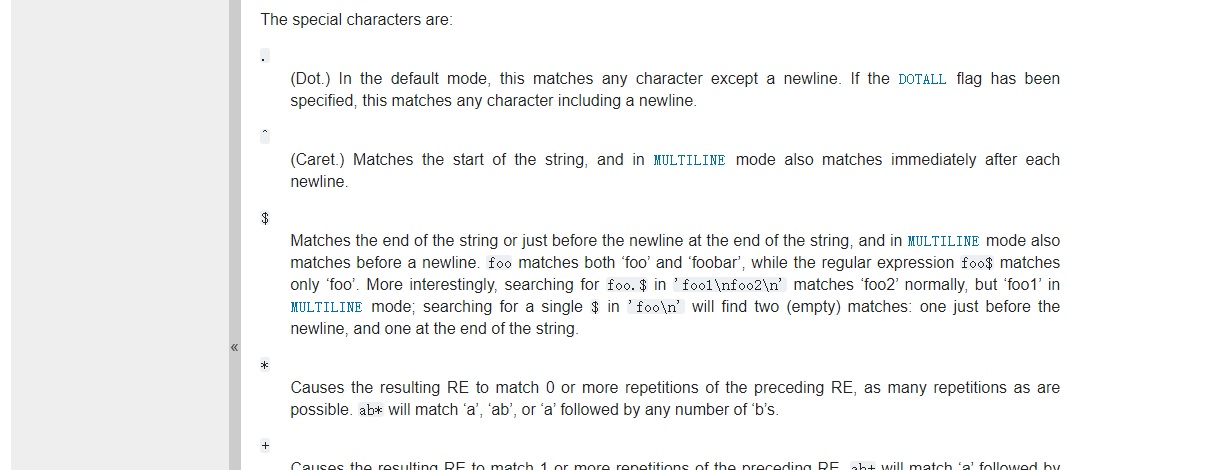 The special characters are:
.
(Dot.) In the default mode, this matches any character except a newline. If the DOTALL flag has been
specified, this matches any character including a newline.
^
(Caret.) Matches the start of the string, and in MULTILINE mode also matches immediately after each
newline.
$
Matches the end of the string or just before the newline at the end of the string, and in MULTILINE mode also
matches before a newline. foo matches both ‘foo’ and ‘foobar’, while the regular expression foo$ matches
only ‘foo’. More interestingly, searching for foo.$ in 'foo1\nfoo2\n' matches ‘foo2’ normally, but ‘foo1’ in
MULTILINE mode; searching for a single $ in 'foo\n' will find two (empty) matches: one just before the
newline, and one at the end of the string.
«
*
Causes the resulting RE to match 0 or more repetitions of the preceding RE, as many repetitions as are
possible. ab* will match ‘a’, ‘ab’, or ‘a’ followed by any number of ‘b’s.
+
Causes the resulting RE to match 1 or more repetitions of the preceding RE. ab+ will match ‘a’ followed by